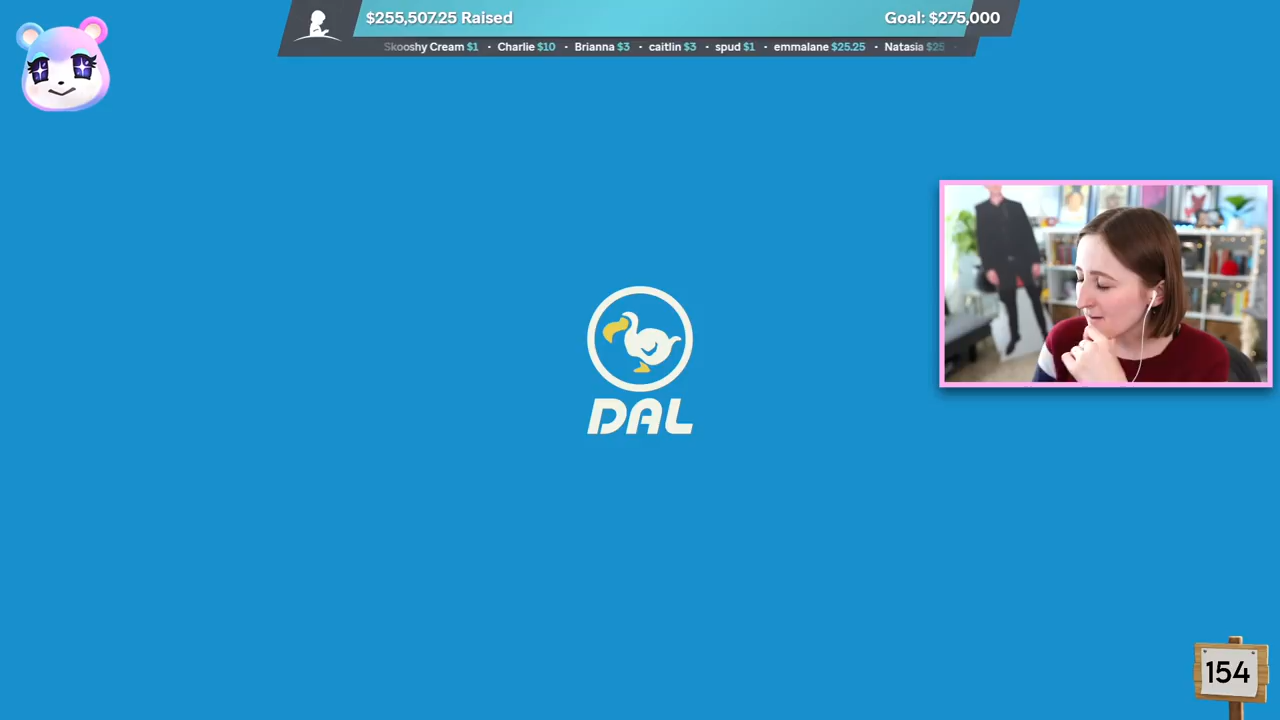 $255,507.25 Raised
Goal: $275,000
Skooshy Cream $1 · Charlie $10 · Brianna $3 · caitlin $3 · spud $1 · emmalane $25.25 · Natasia $25
DAL
154